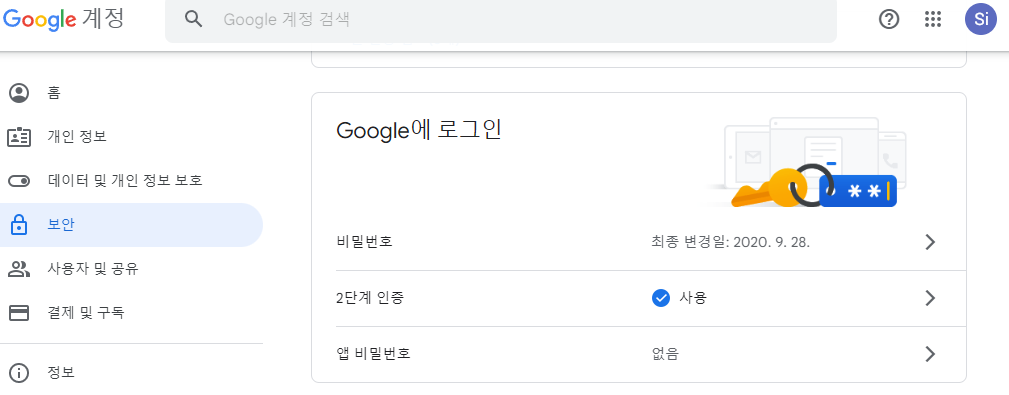 Google 계정
Google 계정 검색
Si
홈
개인 정보
데이터 및 개인 정보 보호
보안
사용자 및 공유
결제 및 구독
정보
Google에 로그인
**
비밀번호 최종 변경일: 2020. 9. 28.
2단계 인증 사용
앱 비밀번호 없음